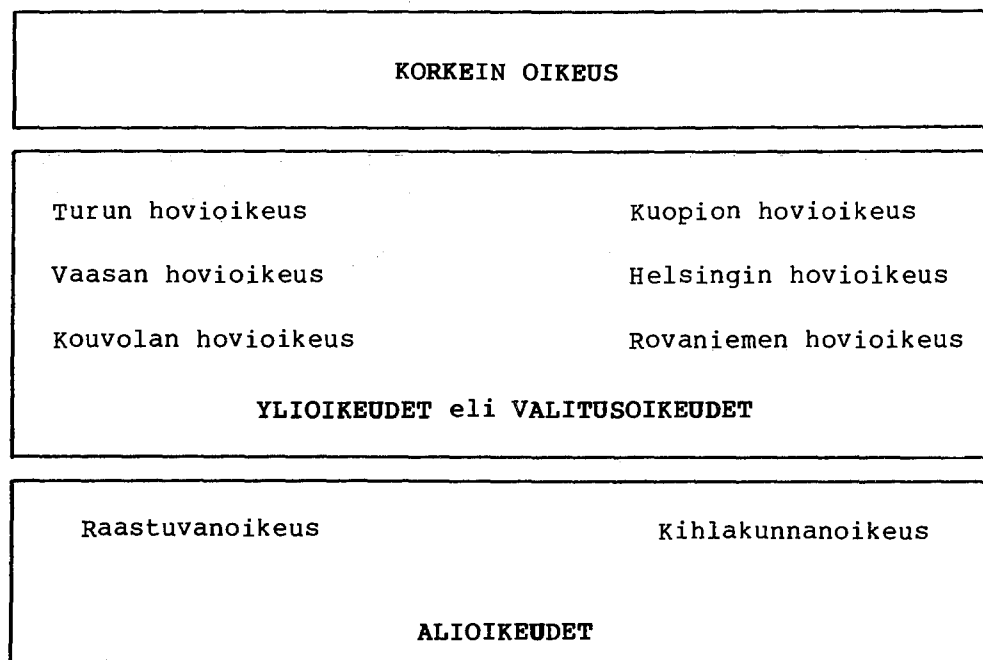 KORKEIN OIKEUS
Turun hovioikeus Kuopion hovioikeus
Vaasan hovioikeus Helsingin hovioikeus
Kouvolan hovioikeus Rovaniemen hovioikeus
YLIOIKEUDET eli VALITUSOIKEUDET
Raastuvanoikeus Kihlakunnanoikeus
ALIOIKEUDET